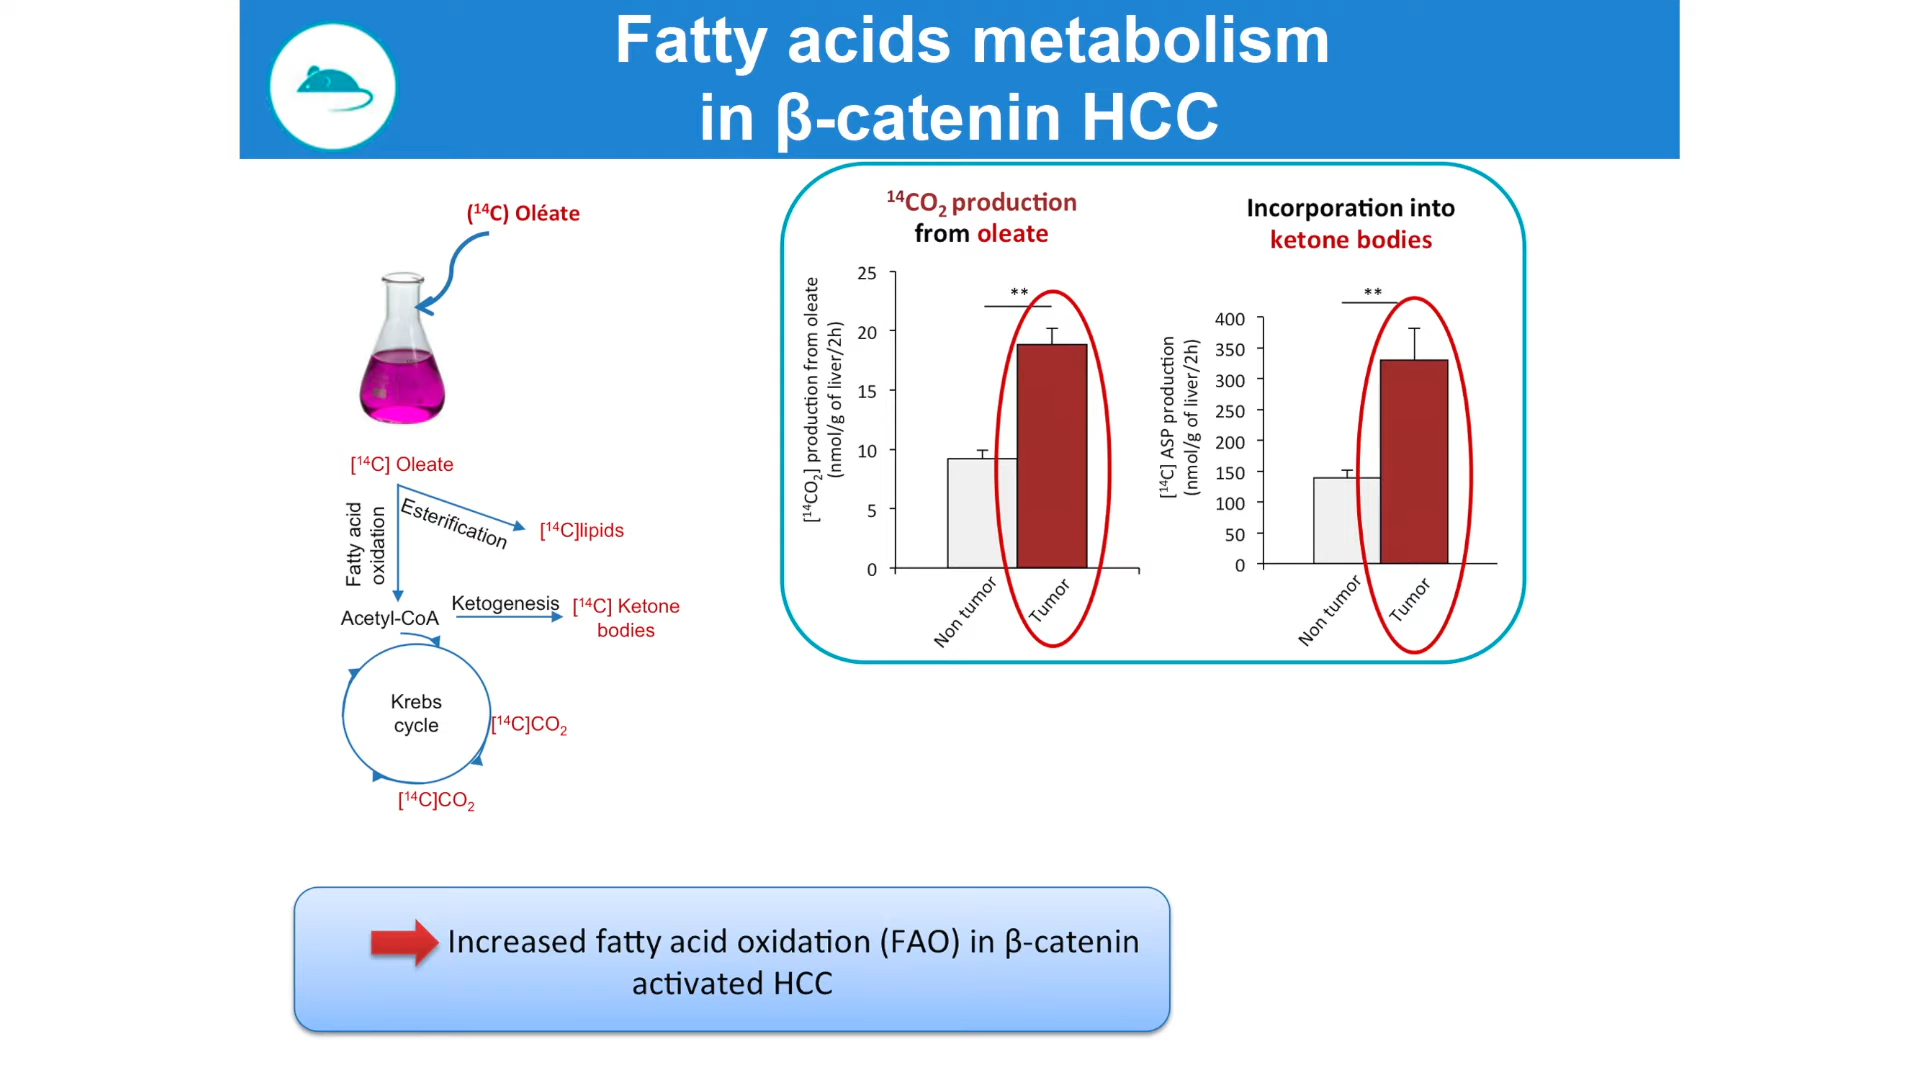 Fatty acids metabolism
in β-catenin HCC
(¹⁴C) Oléate
[¹⁴C] Oleate
Fatty acid
oxidation
Esterification
[¹⁴C]lipids
Acetyl-CoA
Ketogenesis
[¹⁴C] Ketone
bodies
Krebs
cycle
[¹⁴C]CO₂
[¹⁴C]CO₂
¹⁴CO₂ production
from oleate
[¹⁴CO₂] production from oleate
(nmol/g of liver/2h)
25
20
15
10
5
0
**
Non tumor
Tumor
Incorporation into
ketone bodies
[¹⁴C] ASP production
(nmol/g of liver/2h)
400
350
300
250
200
150
100
50
0
**
Non tumor
Tumor
Increased fatty acid oxidation (FAO) in β-catenin
activated HCC